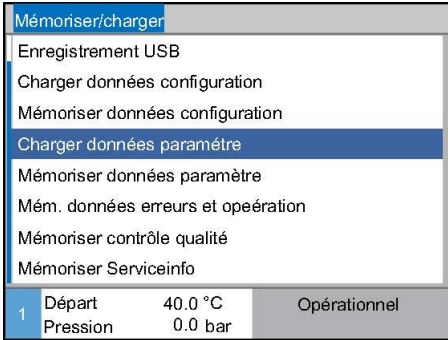 Mémoriser/charger
Enregistrement USB
Charger données configuration
Mémoriser données configuration
Charger données paramétre
Mémoriser données paramètre
Mém. données erreurs et opeération
Mémoriser contrôle qualité
Mémoriser Serviceinfo
1 Départ 40.0 °C Opérationnel
Pression 0.0 bar